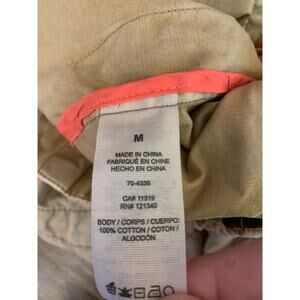 M
MADE IN CHINA
FABRIQUÉ EN CHINE
HECHO EN CHINA
70-4336
CA# 11319
RN# 121340
BODY / CORPS / CUERPO:
100% COTTON / COTON /
ALGODÓN